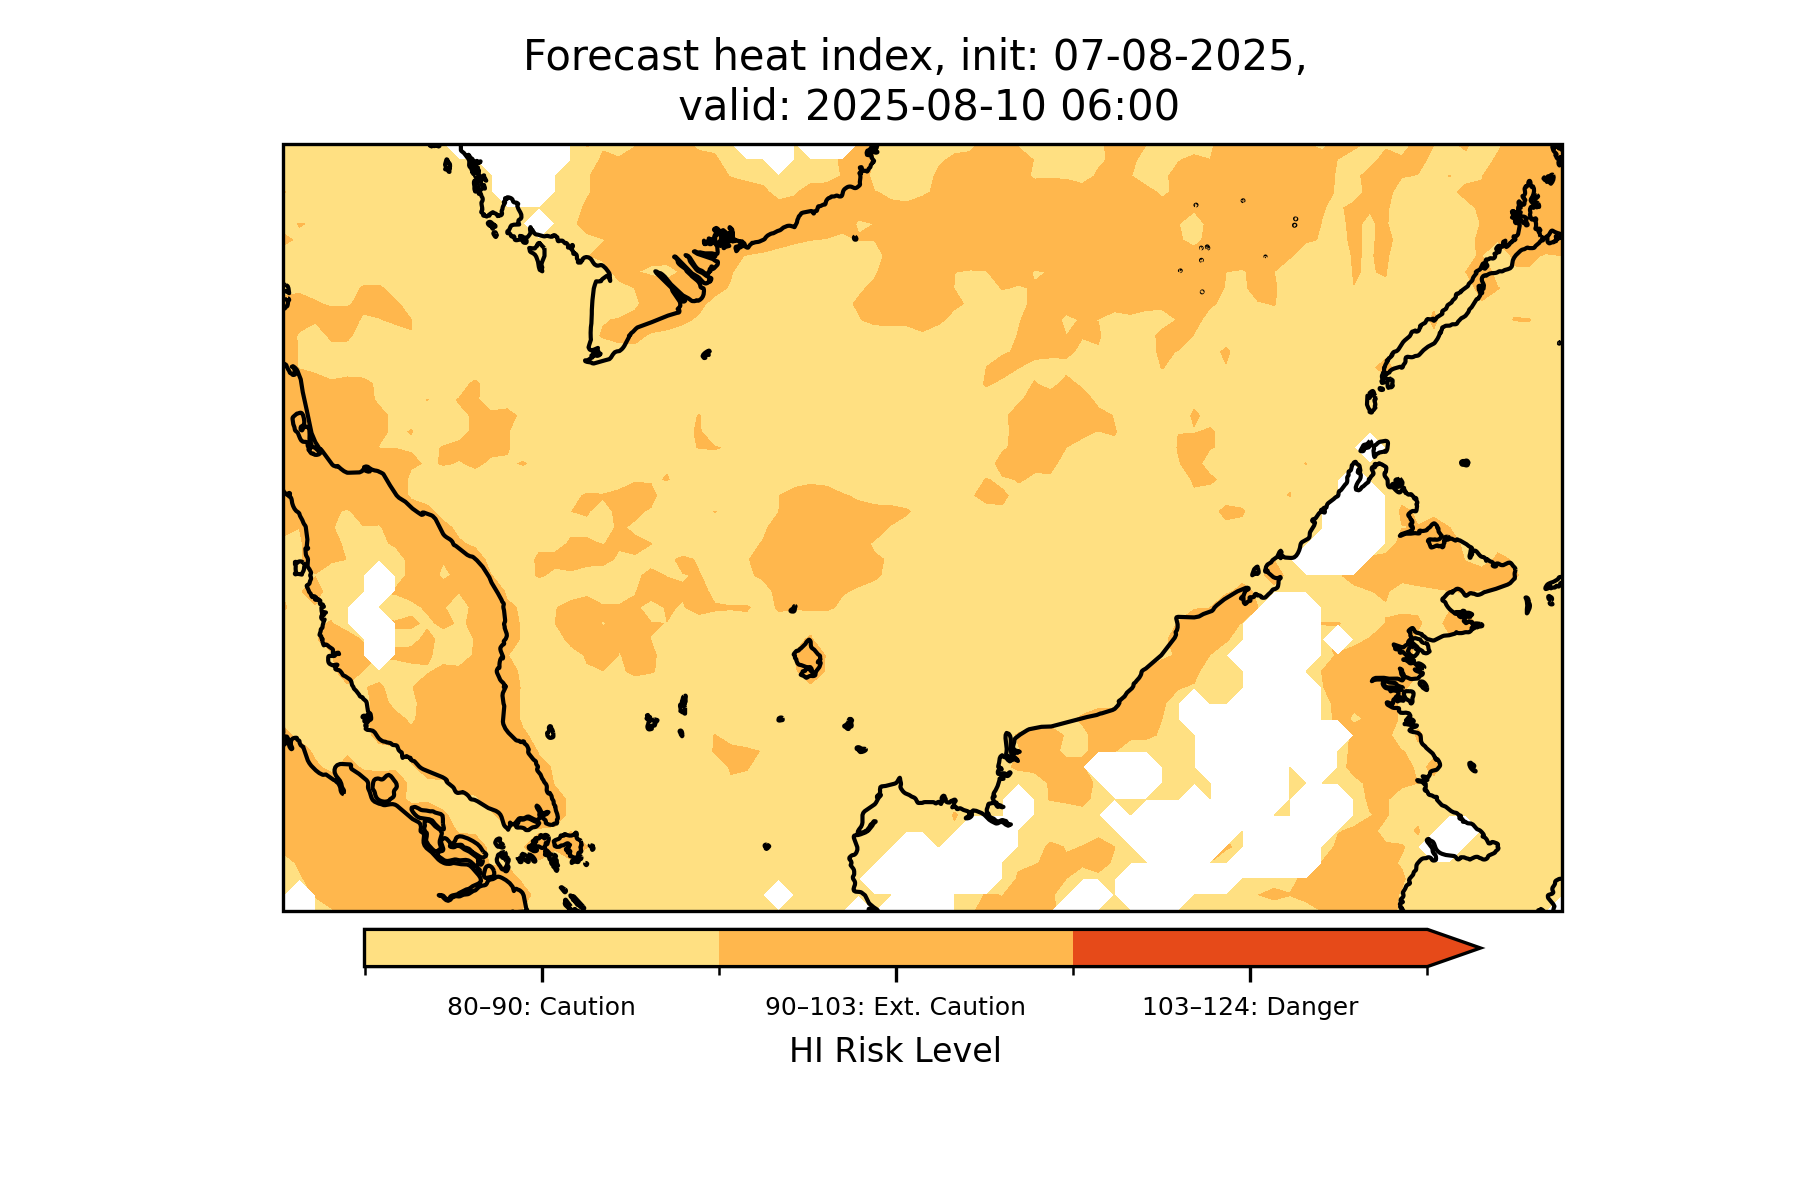 Forecast heat index, init: 07-08-2025,
valid: 2025-08-10 06:00
80–90: Caution
90–103: Ext. Caution
103–124: Danger
HI Risk Level